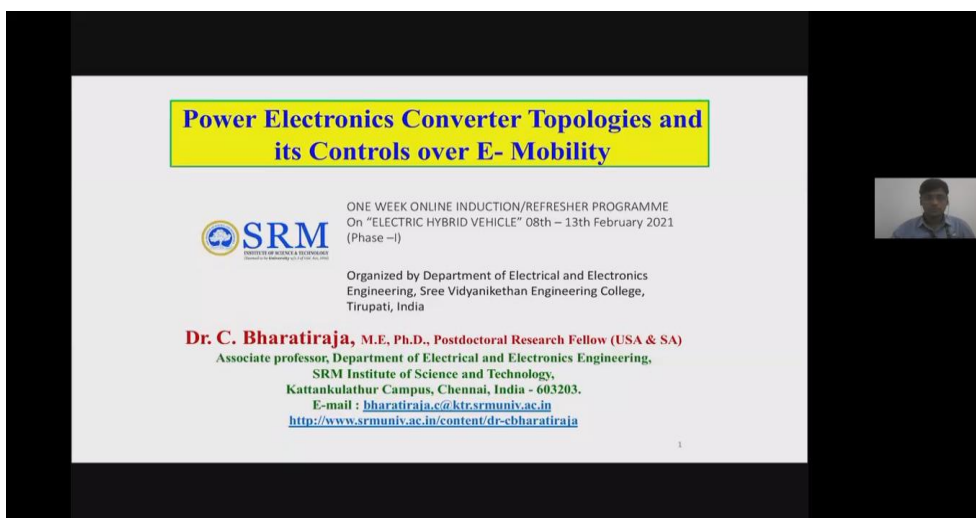 Power Electronics Converter Topologies and
its Controls over E- Mobility
ONE WEEK ONLINE INDUCTION/REFRESHER PROGRAMME
On “ELECTRIC HYBRID VEHICLE” 08th – 13th February 2021
(Phase –I)
SRM
INSTITUTE OF SCIENCE & TECHNOLOGY
Organized by Department of Electrical and Electronics
Engineering, Sree Vidyanikethan Engineering College,
Tirupati, India
Dr. C. Bharatiraja, M.E, Ph.D., Postdoctoral Research Fellow (USA & SA)
Associate professor, Department of Electrical and Electronics Engineering,
SRM Institute of Science and Technology,
Kattankulathur Campus, Chennai, India - 603203.
E-mail : bharatiraja.c@ktr.srmuniv.ac.in
http://www.srmuniv.ac.in/content/dr-cbharatiraja
1